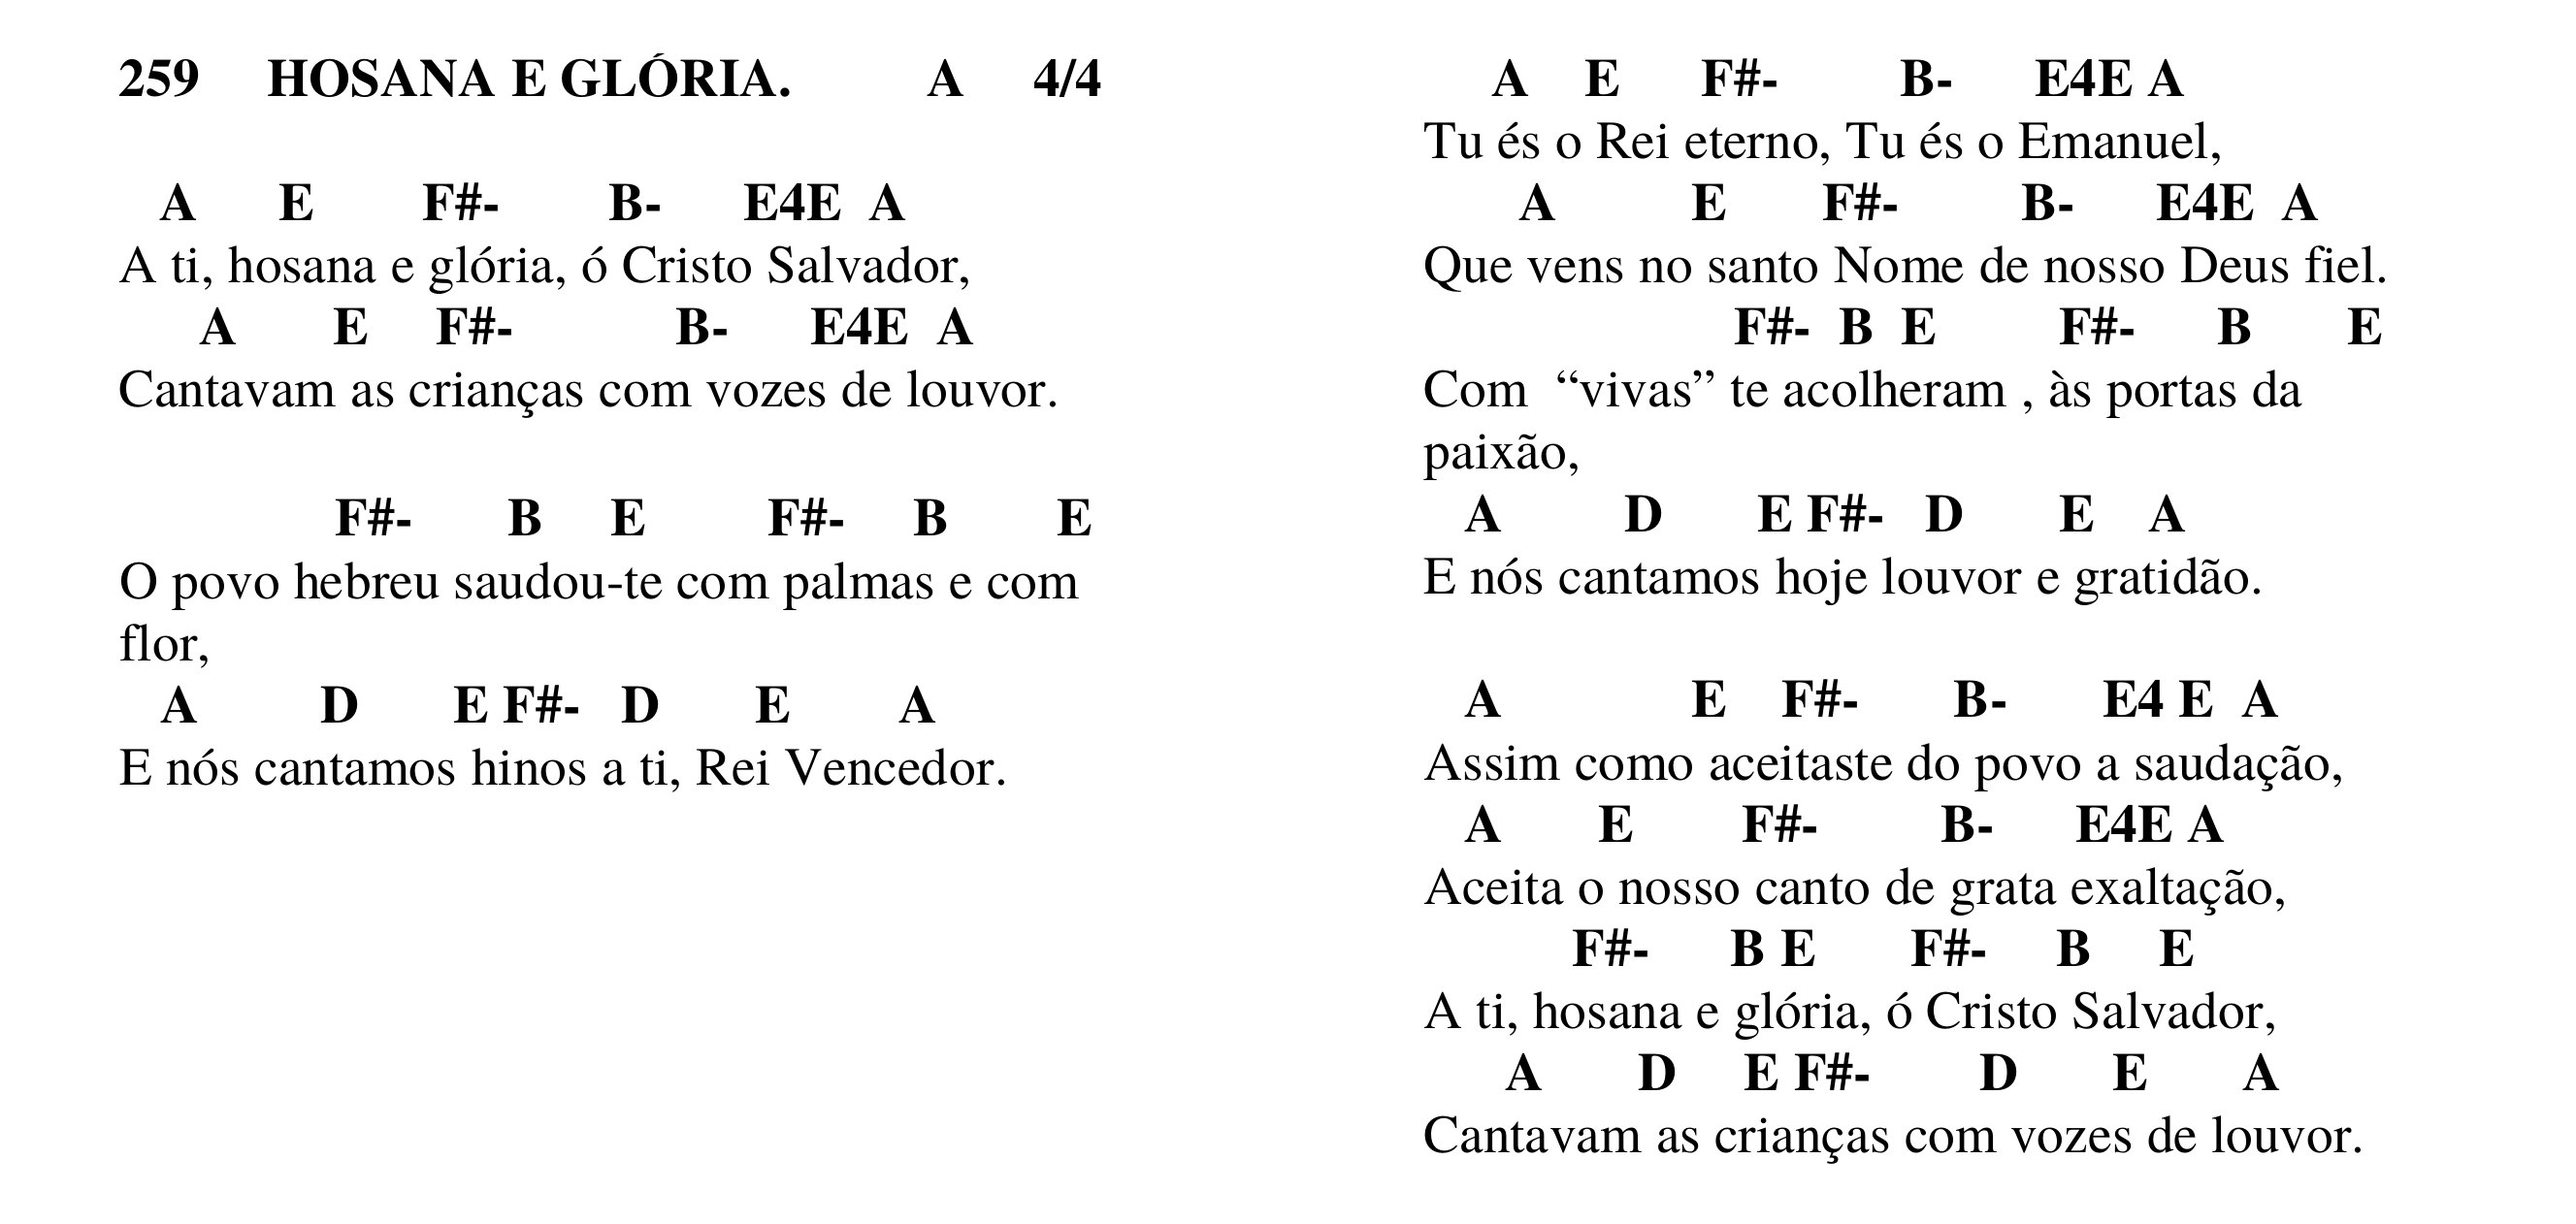 259 HOSANA E GLÓRIA. A 4/4
A E F#- B- E4E A
A ti, hosana e glória, ó Cristo Salvador,
A E F#- B- E4E A
Cantavam as crianças com vozes de louvor.
F#- B E F#- B E
O povo hebreu saudou-te com palmas e com
flor,
A D E F#- D E A
E nós cantamos hinos a ti, Rei Vencedor.
A E F#- B- E4E A
Tu és o Rei eterno, Tu és o Emanuel,
A E F#- B- E4E A
Que vens no santo Nome de nosso Deus fiel.
F#- B E F#- B E
Com “vivas” te acolheram , às portas da
paixão,
A D E F#- D E A
E nós cantamos hoje louvor e gratidão.
A E F#- B- E4 E A
Assim como aceitaste do povo a saudação,
A E F#- B- E4E A
Aceita o nosso canto de grata exaltação,
F#- B E F#- B E
A ti, hosana e glória, ó Cristo Salvador,
A D E F#- D E A
Cantavam as crianças com vozes de louvor.